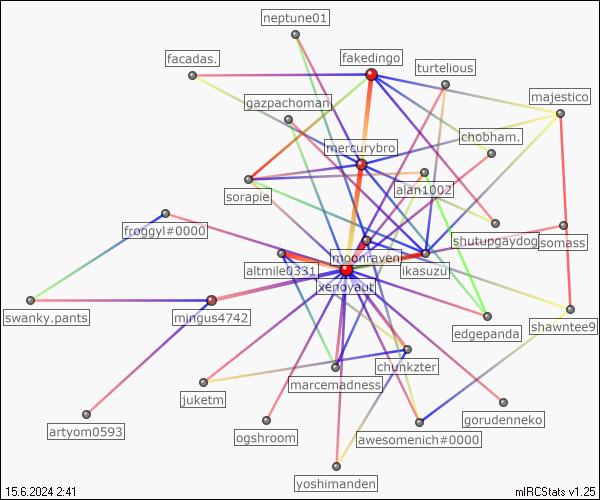 neptune01
facadas.
fakedingo
turtelious
majestico
gazpachoman
chobham.
mercurybro
sorapie
alan1002
froggyl#0000
shutupgaydog
somass
moonraven
altmile0331
ikasuzu
xenoyaut
swanky.pants
mingus4742
edgepanda
shawntee9
chunkzter
marcemadness
juketm
artyom0593
ogshroom
awesomenich#0000
gorudenneko
yoshimanden
15.6.2024 2:41
mIRCStats v1.25